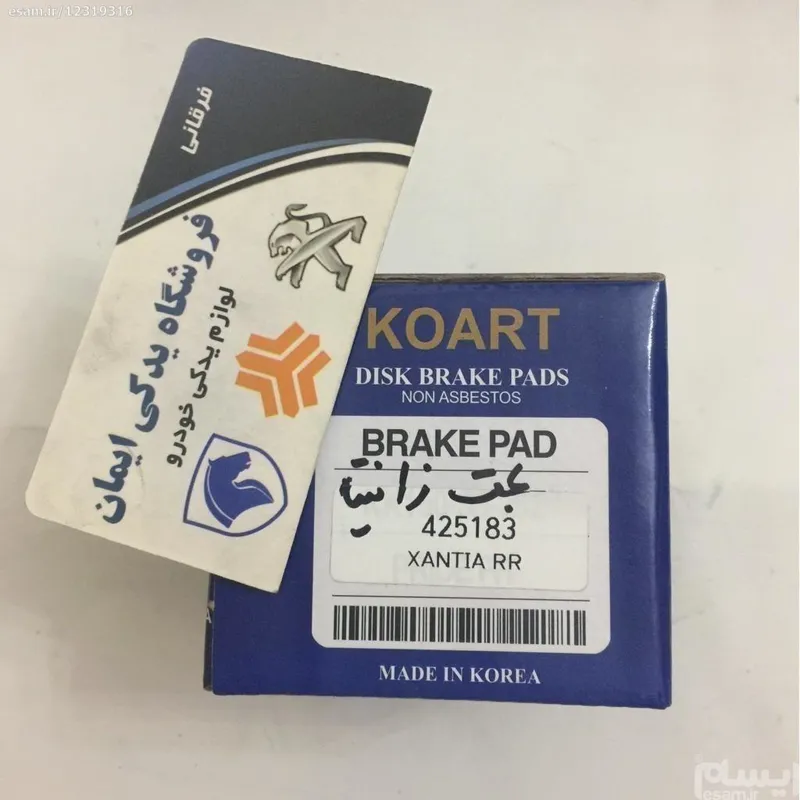 esam.ir/12319316
فرقانی
فروشگاه یدکی ایمان
لوازم یدکی خودرو
KOART
DISK BRAKE PADS
NON ASBESTOS
BRAKE PAD
عقب زانتیا
425183
XANTIA RR
MADE IN KOREA
ایسام
esam.ir